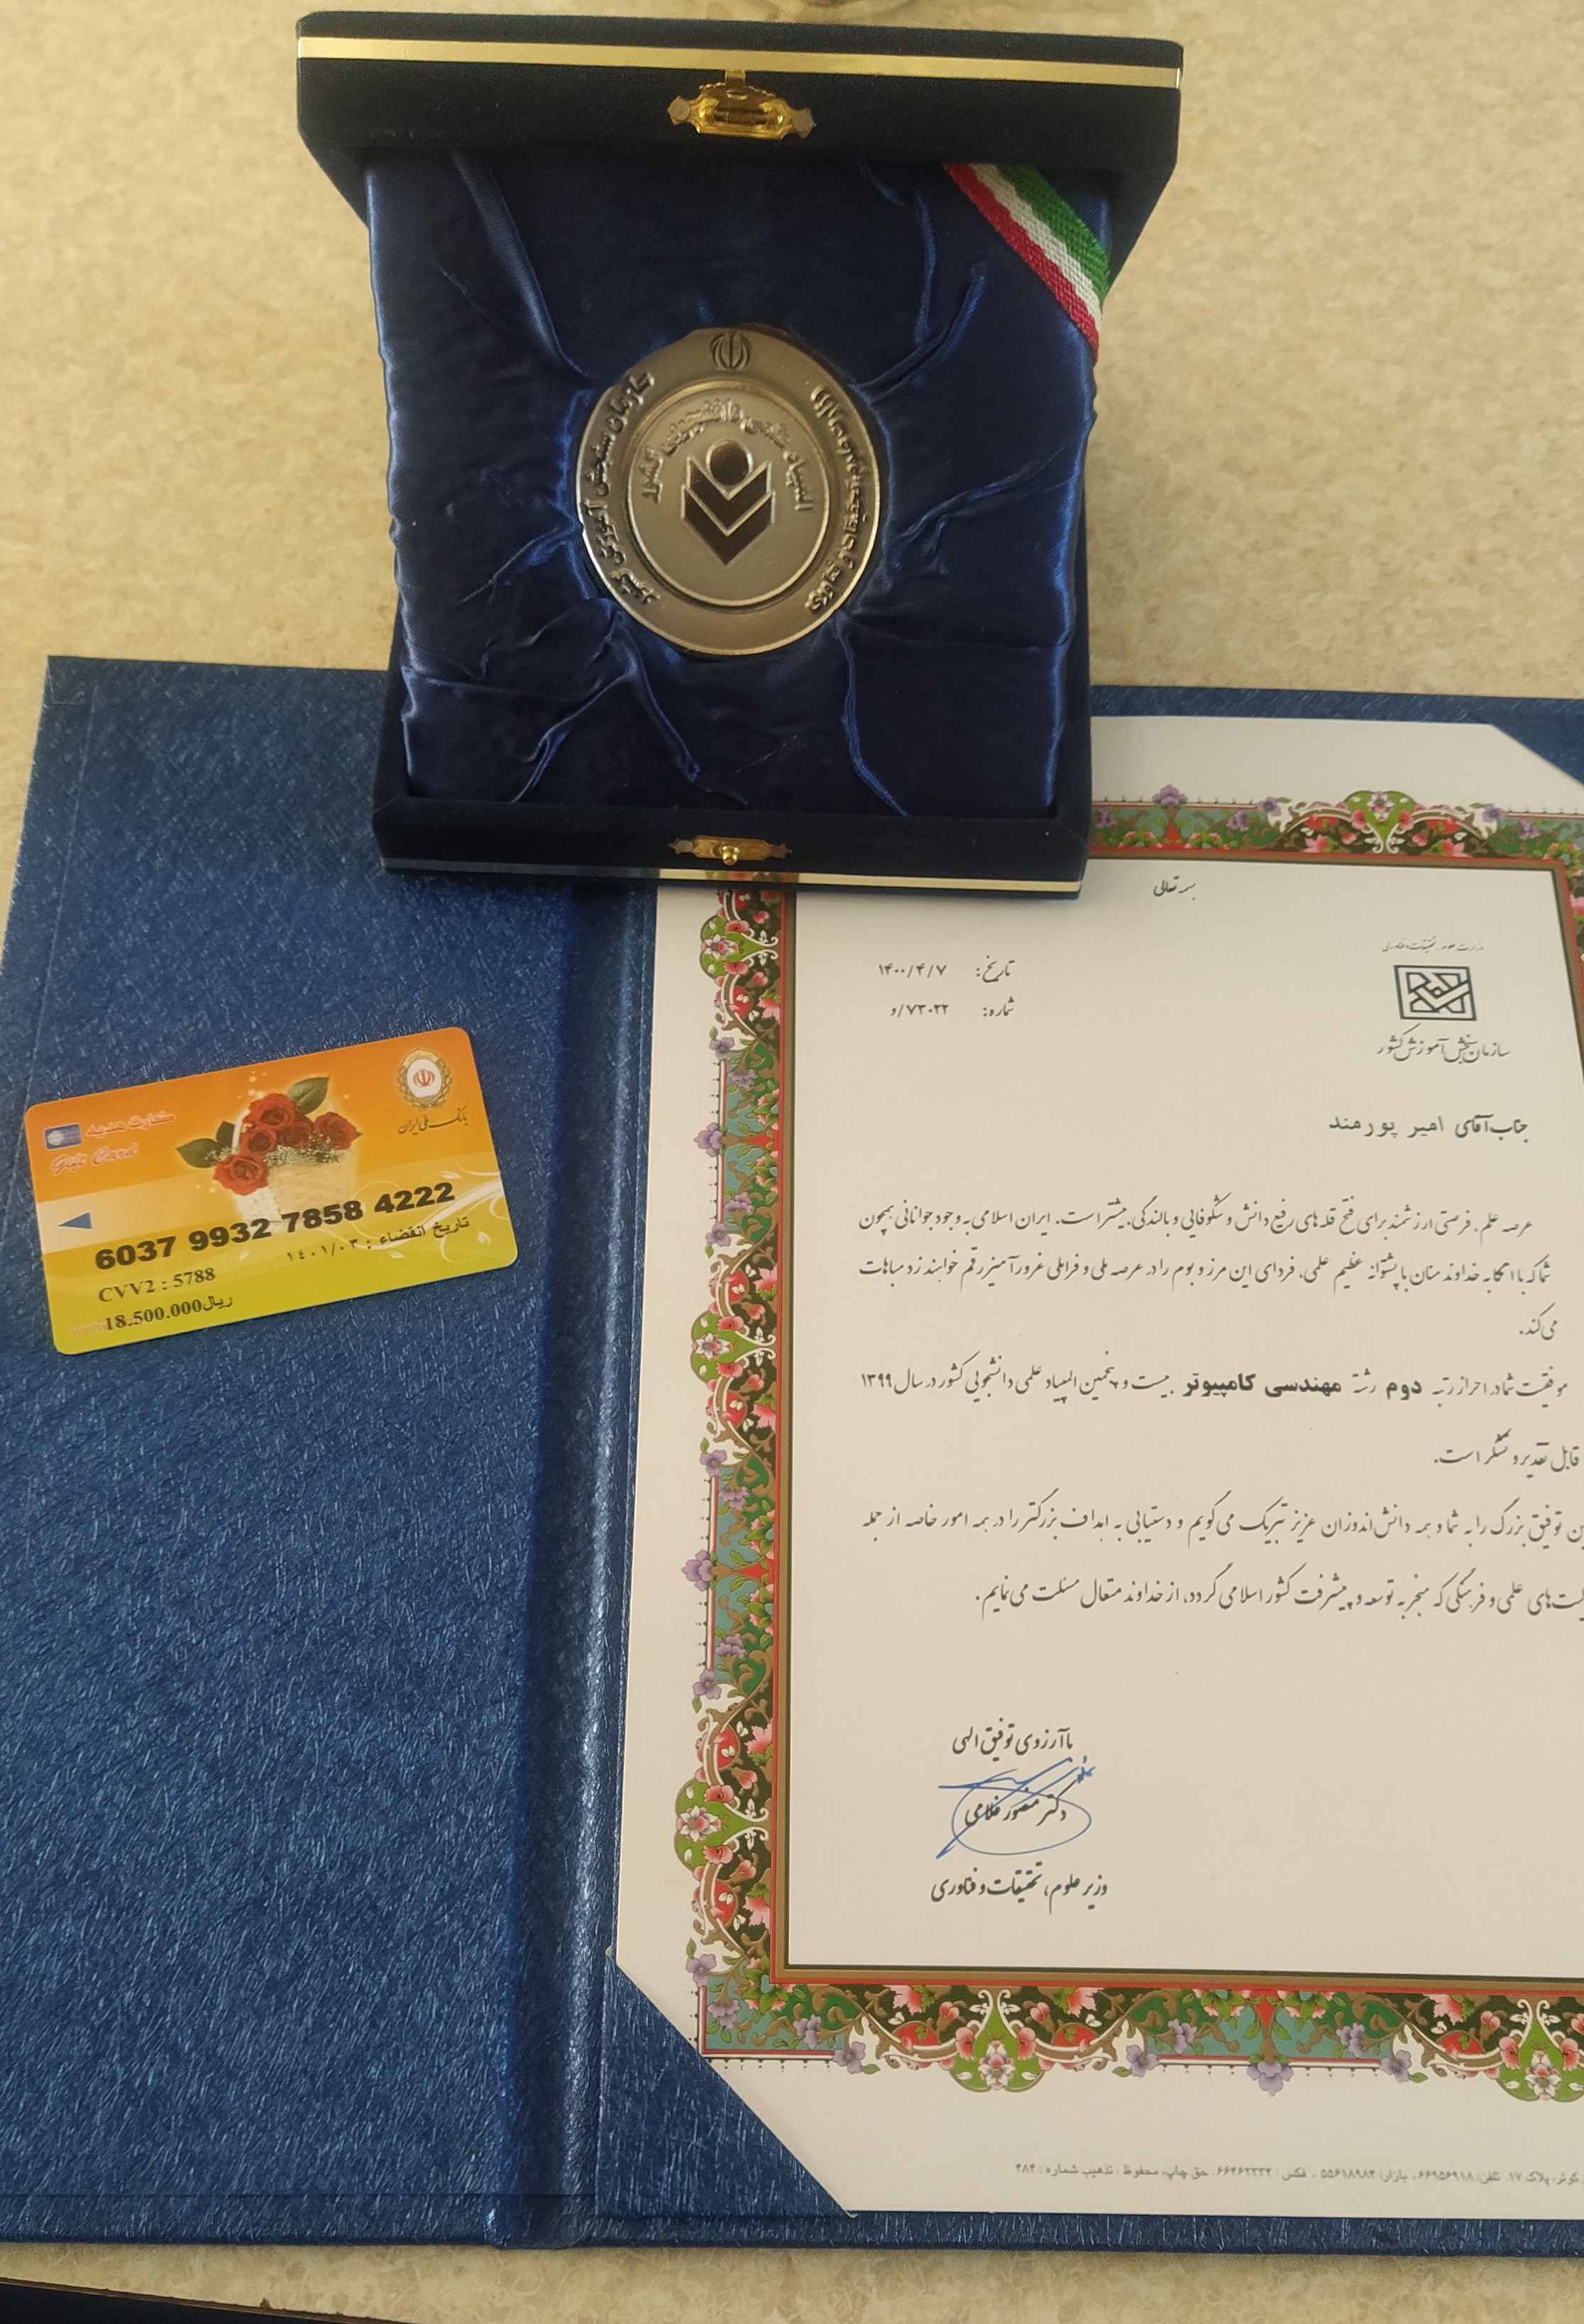 سازمان سنجش آموزش کشور
وزارت علوم، تحقیقات و فناوری
المپیاد علمی دانشجویی کشور
بسمه تعالی
وزارت علوم، تحقیقات و فناوری
سازمان سنجش آموزش کشور
تاریخ: ۱۴۰۰/۴/۷
شماره: ۷۳۰۲۲/و
جناب آقای امیر پورمند
عرصه علم، فرصتی ارزشمند برای فتح قله های رفیع دانش و شکوفایی و بالندگی بیشتر است. ایران اسلامی به وجود جوانانی همچون
شما که با اتکا به خداوند منان با پشتوانه عظیم علمی، فردای این مرز و بوم را در عرصه ملی و فراملی غرورآمیز رقم خواهند زد مباهات
می کند.
موفقیت شما در احراز رتبه دوم رشته مهندسی کامپیوتر بیست و پنجمین المپیاد علمی دانشجویی کشور در سال ۱۳۹۹
قابل تقدیر و تشکر است.
توفیق بزرگ را به شما و همه دانش اندوزان عزیز تبریک می گویم و دستیابی به اهداف بزرگتر را در همه امور خاصه از جمله
های علمی و فرهنگی که منجر به توسعه و پیشرفت کشور اسلامی گردد، از خداوند متعال مسئلت می نمایم.
با آرزوی توفیق الهی
دکتر منصور غلامی
وزیر علوم، تحقیقات و فناوری
کوثر، پلاک ۱۷. تلفن: ۶۶۹۵۶۹۱۸، بازار: ۵۵۶۱۸۹۸۲ ، فکس : ۶۶۴۶۲۲۲۲، حق چاپ، محفوظ . تذهیب شماره : ۴۸۴
بانک ملی ایران
کارت هدیه
Gift Card
6037 9932 7858 4222
تاریخ انقضاء : ۱۴۰۱/۰۳
CVV2 : 5788
18.500.000ریال